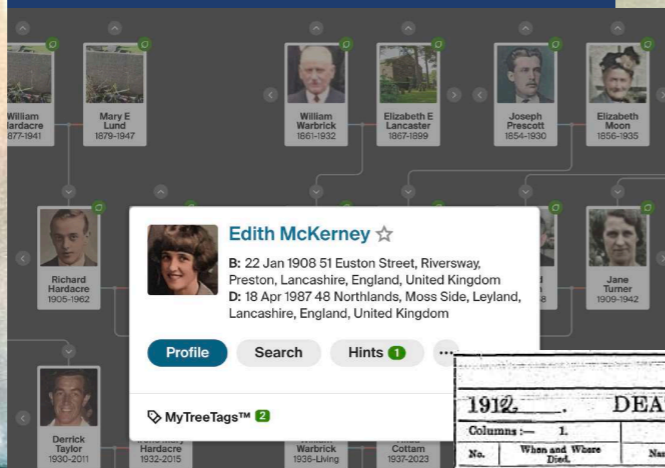 William
Hardacre
1877-1941
Mary E
Lund
1879-1947
William
Warbrick
1861-1932
Elizabeth E
Lancaster
1867-1899
Joseph
Prescott
1854-1930
Elizabeth
Moon
1856-1935
Richard
Hardacre
1905-1962
Jane
Turner
1909-1942
Edith McKerney
B: 22 Jan 1908 51 Euston Street, Riversway,
Preston, Lancashire, England, United Kingdom
D: 18 Apr 1987 48 Northlands, Moss Side, Leyland,
Lancashire, England, United Kingdom
Profile
Search
Hints 1
...
MyTreeTags™ 2
Derrick
Taylor
1930-2011
Hardacre
1932-2015
Warbrick
1936-Living
Cottam
1937-2023
1912. DEA
Columns:— 1.
No. When and Where
Died.